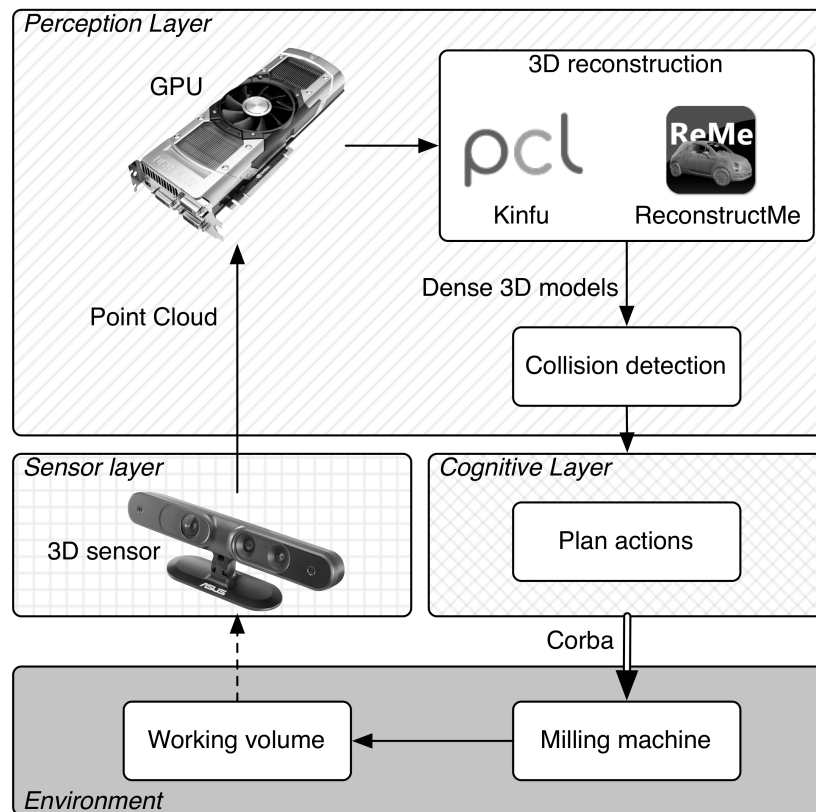 Perception Layer
GPU
3D reconstruction
pcl
ReMe
Kinfu
ReconstructMe
Dense 3D models
Point Cloud
Collision detection
Sensor layer
Cognitive Layer
3D sensor
ASUS
Plan actions
Corba
Working volume
Milling machine
Environment